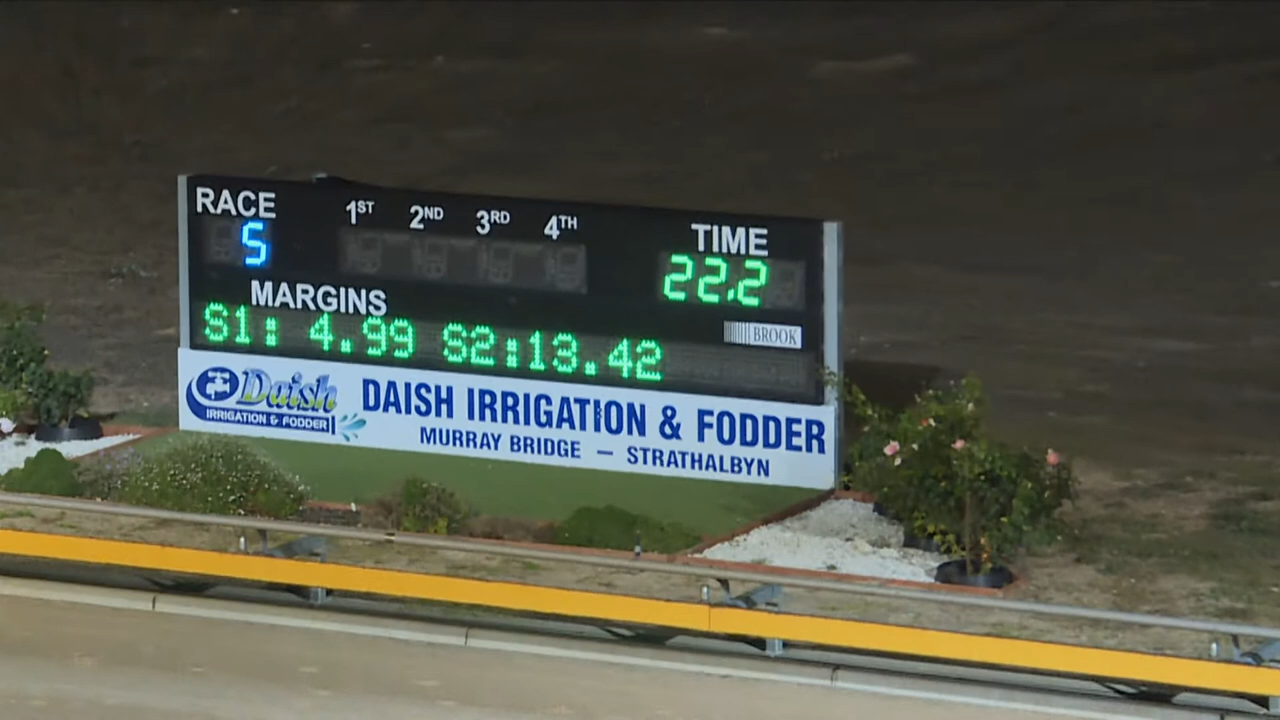 RACE 1ST 2ND 3RD 4TH TIME
5 22.2
MARGINS
BROOK
S1: 4.99 S2:13.42
Daish
IRRIGATION & FODDER
DAISH IRRIGATION & FODDER
MURRAY BRIDGE – STRATHALBYN